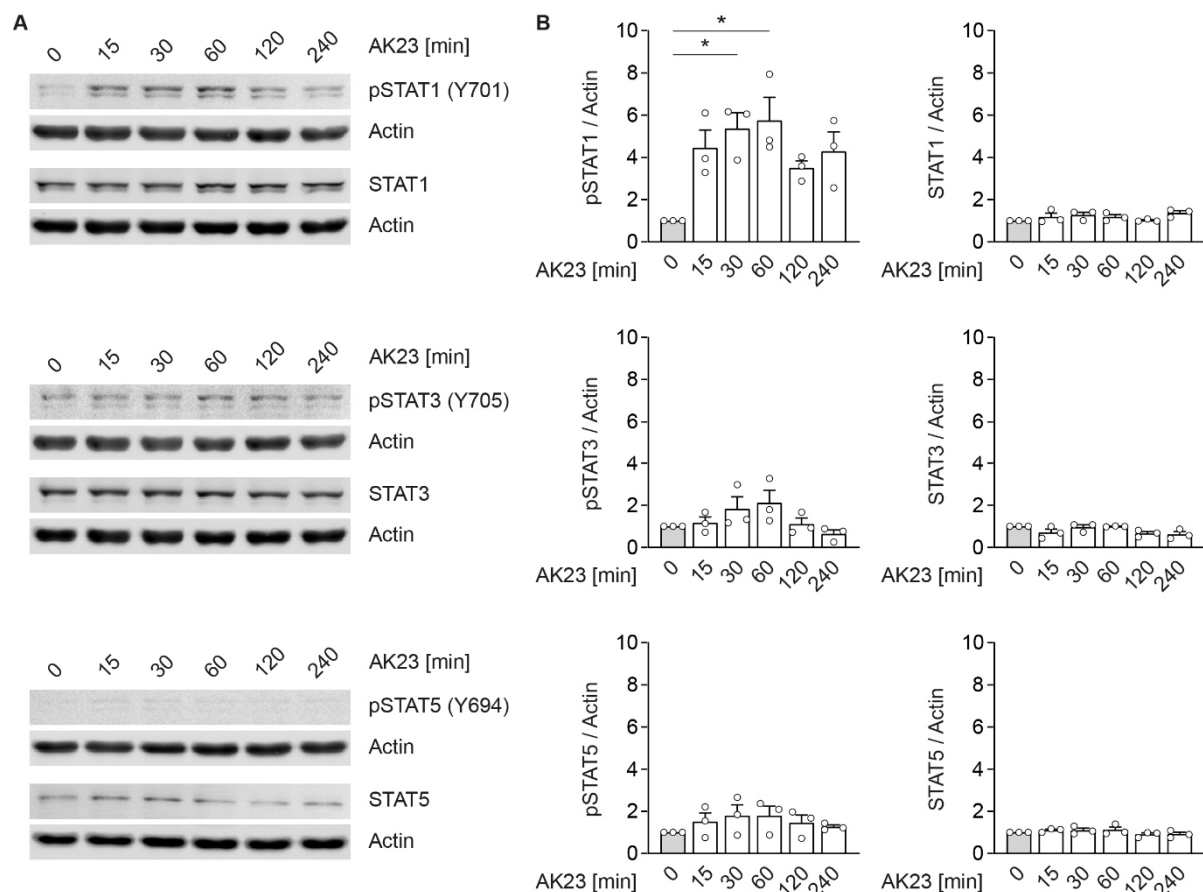 A
0 15 30 60 120 240 AK23 [min]
pSTAT1 (Y701)
Actin
STAT1
Actin
0 15 30 60 120 240 AK23 [min]
pSTAT3 (Y705)
Actin
STAT3
Actin
0 15 30 60 120 240 AK23 [min]
pSTAT5 (Y694)
Actin
STAT5
Actin
B
* *
pSTAT1 / Actin
10
8
6
4
2
0
AK23 [min] 0 15 30 60 120 240
STAT1 / Actin
10
8
6
4
2
0
AK23 [min] 0 15 30 60 120 240
pSTAT3 / Actin
10
8
6
4
2
0
AK23 [min] 0 15 30 60 120 240
STAT3 / Actin
10
8
6
4
2
0
AK23 [min] 0 15 30 60 120 240
pSTAT5 / Actin
10
8
6
4
2
0
AK23 [min] 0 15 30 60 120 240
STAT5 / Actin
10
8
6
4
2
0
AK23 [min] 0 15 30 60 120 240